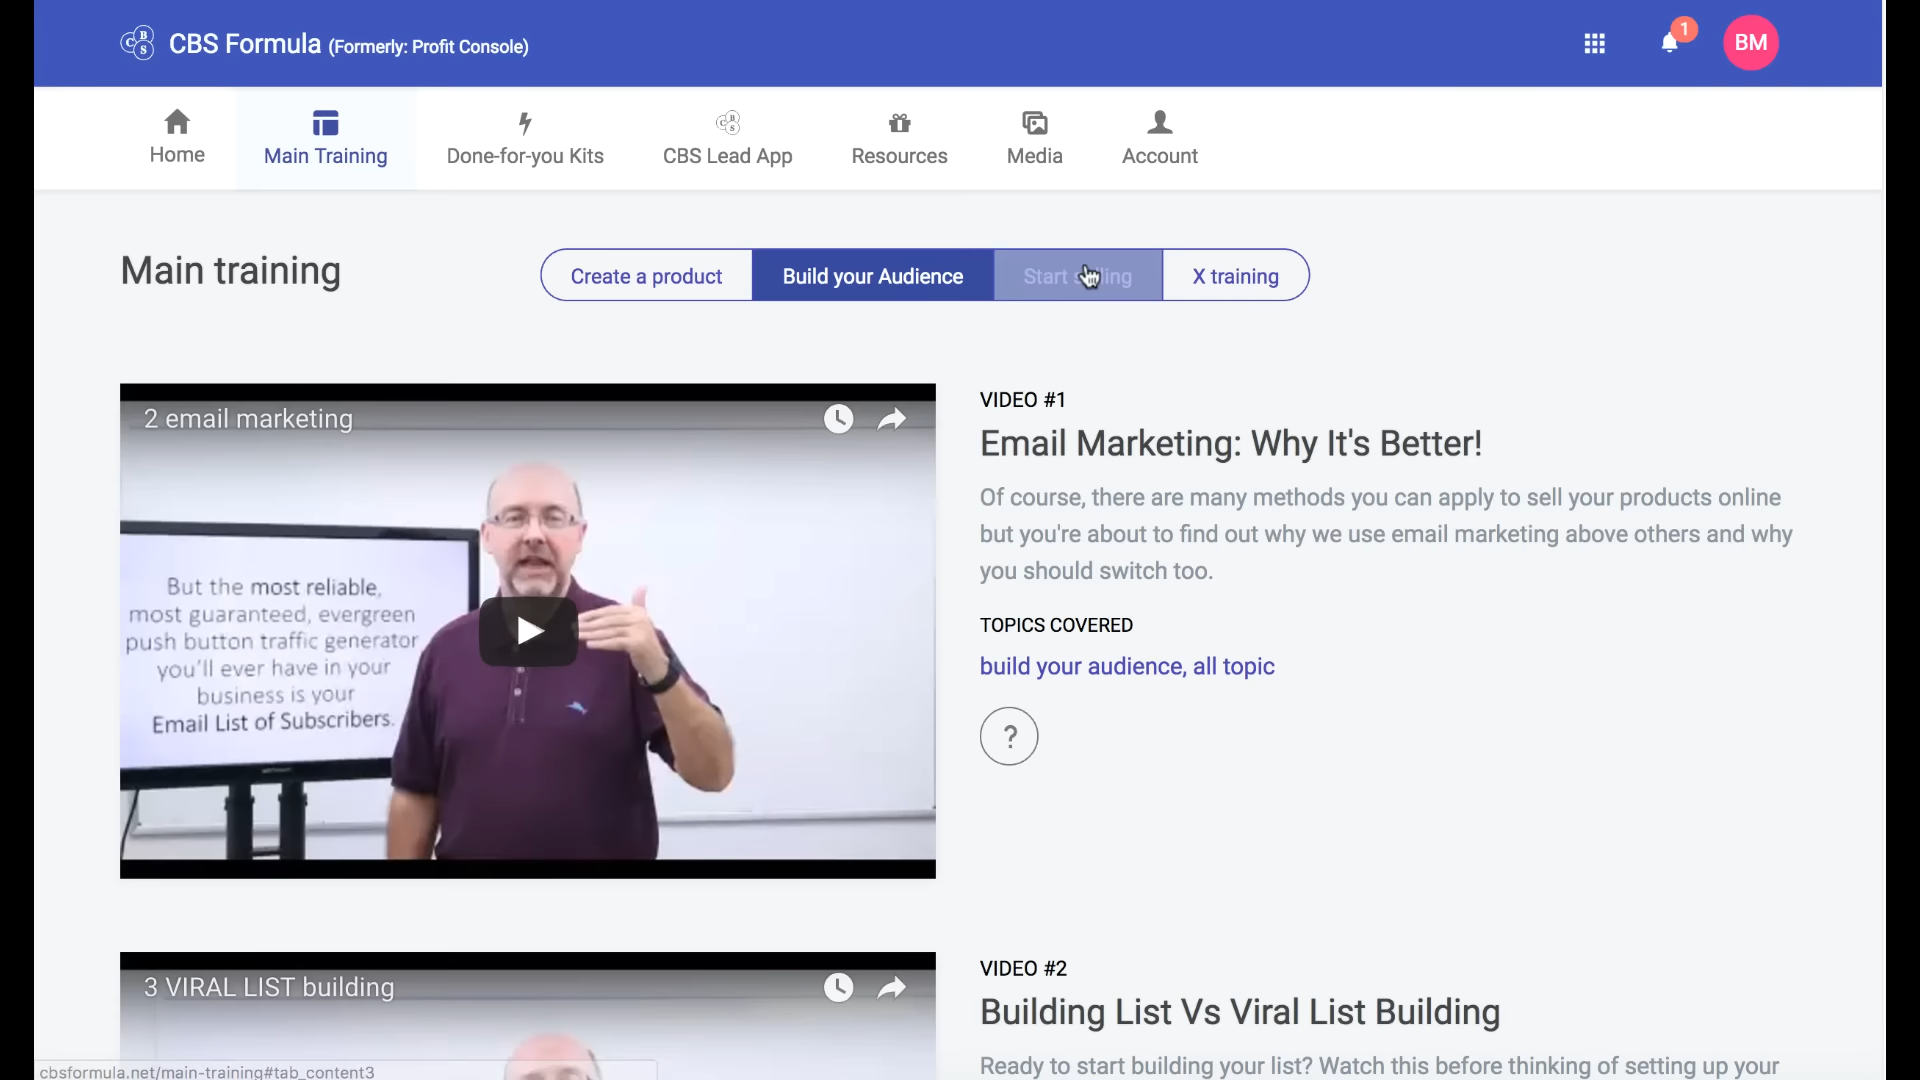 CBS
CBS Formula (Formerly: Profit Console)
1
BM
Home
Main Training
Done-for-you Kits
CBS
CBS Lead App
Resources
Media
Account
Main training
Create a product
Build your Audience
Start selling
X training
2 email marketing
But the most reliable,
most guaranteed, evergreen
push button traffic generator
you'll ever have in your
business is your
Email List of Subscribers.
VIDEO #1
Email Marketing: Why It's Better!
Of course, there are many methods you can apply to sell your products online
but you're about to find out why we use email marketing above others and why
you should switch too.
TOPICS COVERED
build your audience, all topic
?
3 VIRAL LIST building
VIDEO #2
Building List Vs Viral List Building
Ready to start building your list? Watch this before thinking of setting up your
cbsformula.net/main-training#tab_content3